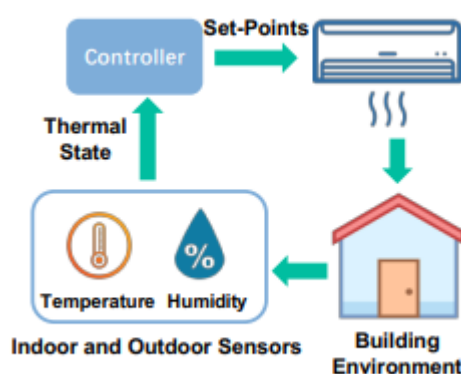 Set-Points
Controller
Thermal
State
%
Temperature Humidity
Indoor and Outdoor Sensors
Building
Environment